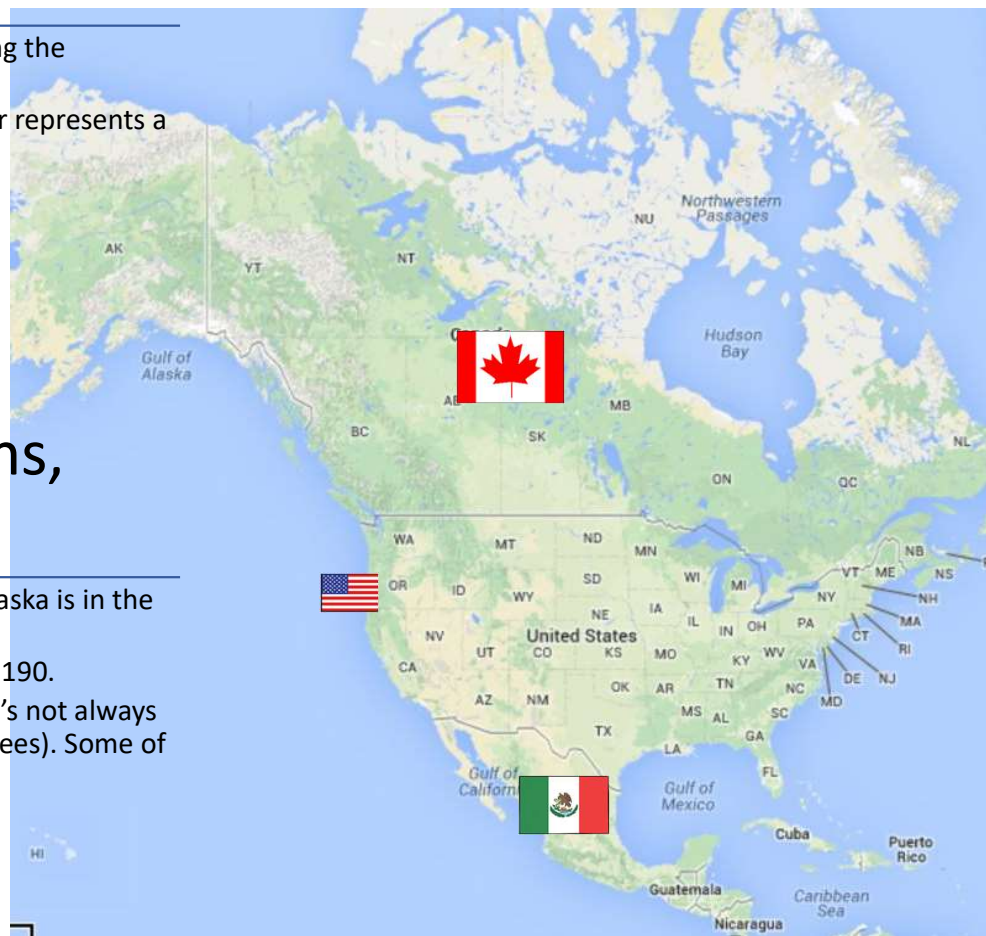 g the
r represents a
ns,
aska is in the
190.
's not always
ees). Some of
Northwestern
Passages
NU
AK
NT
YT
Hudson
Bay
Gulf of
Alaska
Canada
MB
BC
SK
NL
ON
QC
WA
MT
ND
MN
NB
OR
ID
SD
WI
MI
VT
ME
NS
WY
NH
NE
IA
NY
MA
NV
United States
IL
IN
OH
PA
CT
RI
UT
CO
KS
MO
KY
WV
VA
DE
NJ
CA
MD
AZ
NM
OK
AR
TN
NC
MS
AL
SC
TX
GA
LA
FL
Gulf of
Gulf of
Mexico
HI
Cuba
Puerto
Rico
Guatemala
Caribbean
Sea
Nicaragua